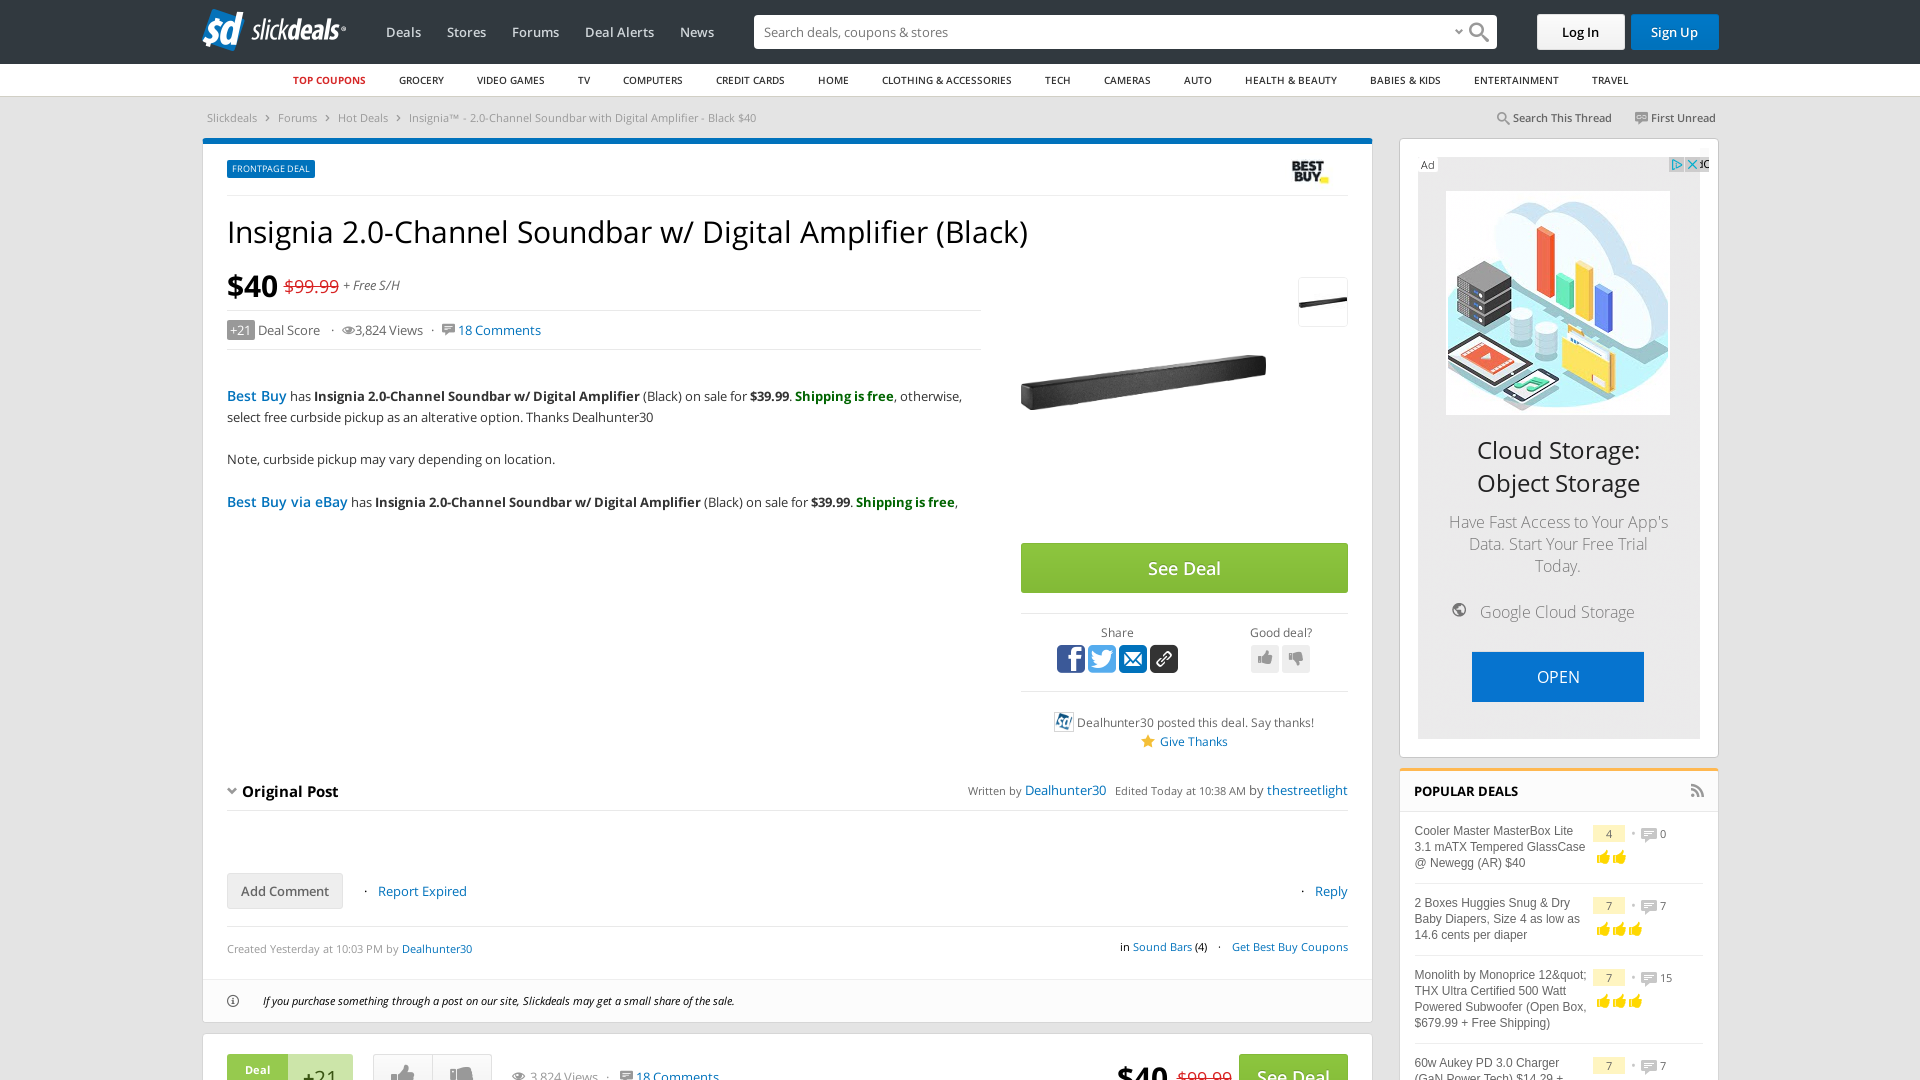 slickdeals
Deals
Stores
Forums
Deal Alerts
News
Search deals, coupons & stores
Log In
Sign Up
TOP COUPONS
GROCERY
VIDEO GAMES
TV
COMPUTERS
CREDIT CARDS
HOME
CLOTHING & ACCESSORIES
TECH
CAMERAS
AUTO
HEALTH & BEAUTY
BABIES & KIDS
ENTERTAINMENT
TRAVEL
Slickdeals > Forums > Hot Deals > Insignia™ - 2.0-Channel Soundbar with Digital Amplifier - Black $40
Search This Thread
First Unread
FRONTPAGE DEAL
BEST BUY
Insignia 2.0-Channel Soundbar w/ Digital Amplifier (Black)
$40 $99.99 + Free S/H
+21 Deal Score · 3,824 Views · 18 Comments
Best Buy has Insignia 2.0-Channel Soundbar w/ Digital Amplifier (Black) on sale for $39.99. Shipping is free, otherwise,
select free curbside pickup as an alterative option. Thanks Dealhunter30
Note, curbside pickup may vary depending on location.
Best Buy via eBay has Insignia 2.0-Channel Soundbar w/ Digital Amplifier (Black) on sale for $39.99. Shipping is free,
See Deal
Share
Good deal?
Dealhunter30 posted this deal. Say thanks!
Give Thanks
Original Post
Written by Dealhunter30 Edited Today at 10:38 AM by thestreetlight
Add Comment
· Report Expired
· Reply
Created Yesterday at 10:03 PM by Dealhunter30
in Sound Bars (4) · Get Best Buy Coupons
If you purchase something through a post on our site, Slickdeals may get a small share of the sale.
Deal
+21
3,824 Views · 18 Comments
$40 $99.99
See Deal
Ad
Cloud Storage:
Object Storage
Have Fast Access to Your App's
Data. Start Your Free Trial
Today.
Google Cloud Storage
OPEN
POPULAR DEALS
Cooler Master MasterBox Lite
3.1 mATX Tempered GlassCase
@ Newegg (AR) $40
4 • 0
2 Boxes Huggies Snug & Dry
Baby Diapers, Size 4 as low as
14.6 cents per diaper
7 • 7
Monolith by Monoprice 12&quot;
THX Ultra Certified 500 Watt
Powered Subwoofer (Open Box,
$679.99 + Free Shipping)
7 • 15
60w Aukey PD 3.0 Charger
(GaN Power Tech) $14.29 +
7 • 7